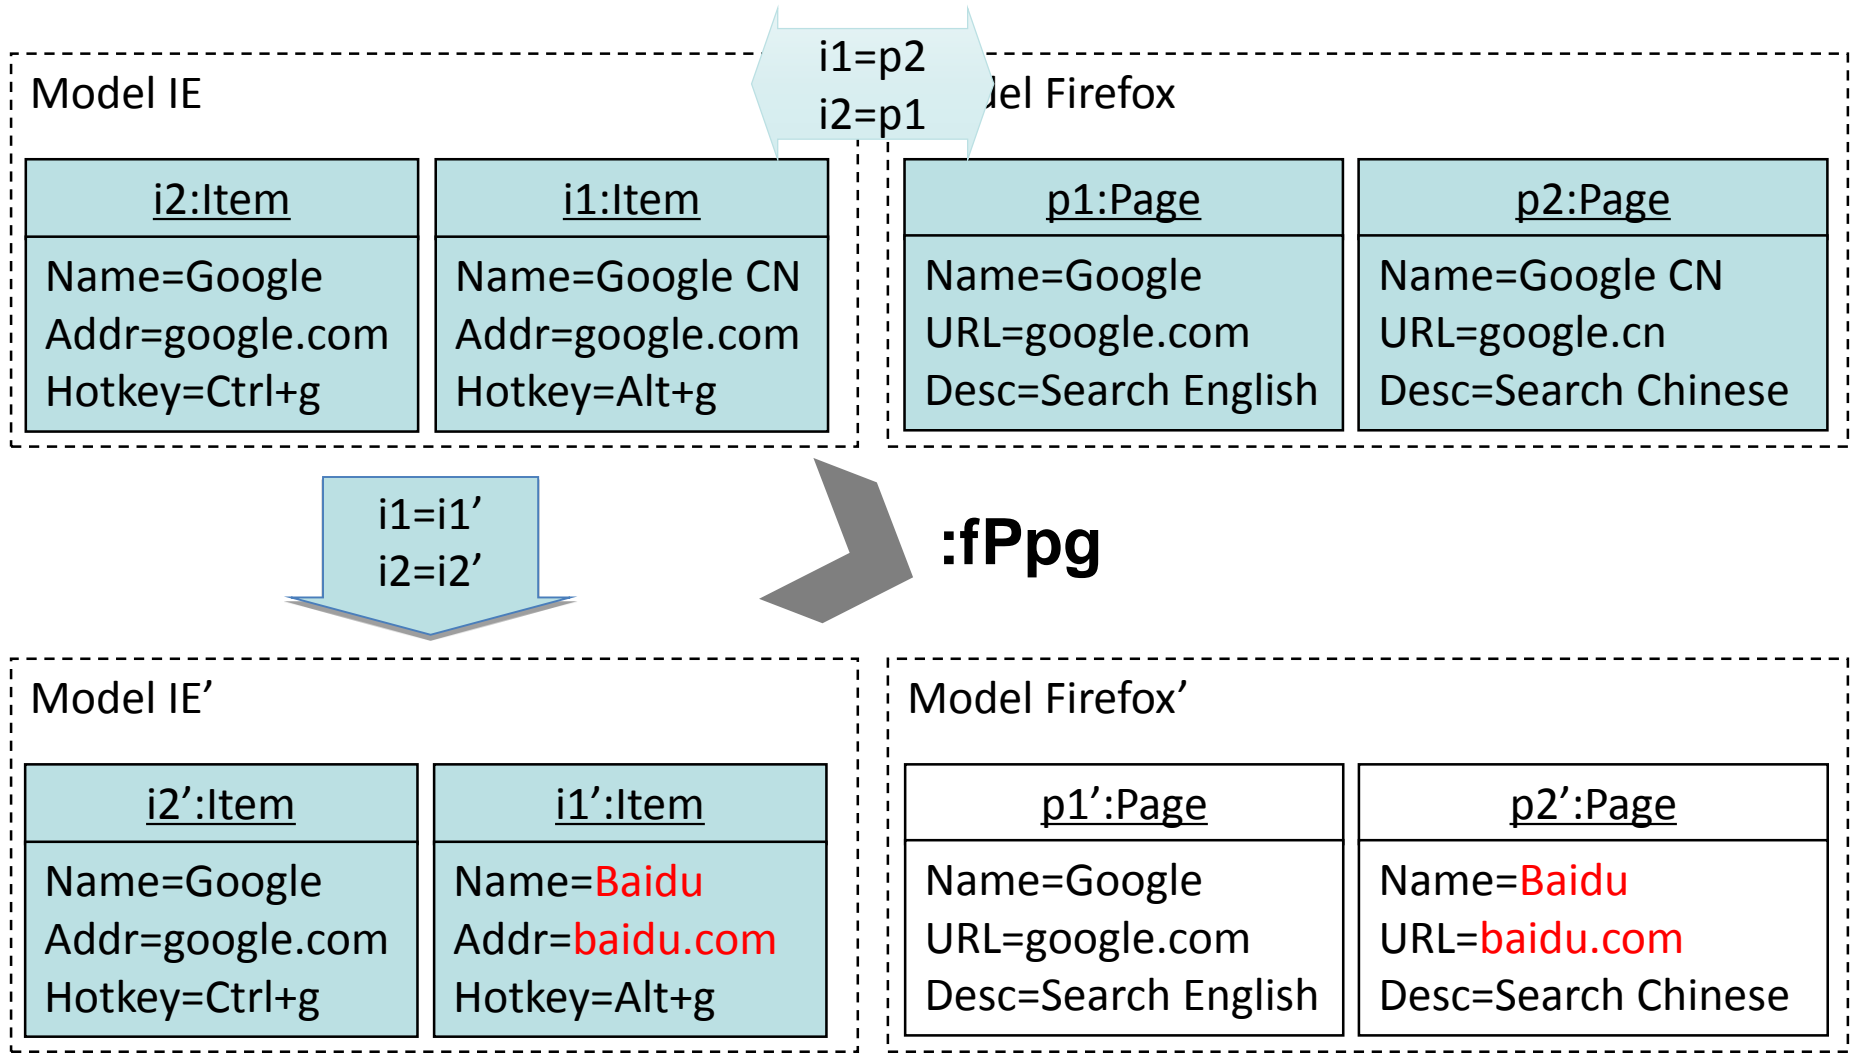 i1=p2
i2=p1
Model IE
del Firefox
i2:Item
Name=Google
Addr=google.com
Hotkey=Ctrl+g
i1:Item
Name=Google CN
Addr=google.com
Hotkey=Alt+g
p1:Page
Name=Google
URL=google.com
Desc=Search English
p2:Page
Name=Google CN
URL=google.cn
Desc=Search Chinese
i1=i1’
i2=i2’
:fPpg
Model IE’
i2’:Item
Name=Google
Addr=google.com
Hotkey=Ctrl+g
i1’:Item
Name=Baidu
Addr=baidu.com
Hotkey=Alt+g
Model Firefox’
p1’:Page
Name=Google
URL=google.com
Desc=Search English
p2’:Page
Name=Baidu
URL=baidu.com
Desc=Search Chinese